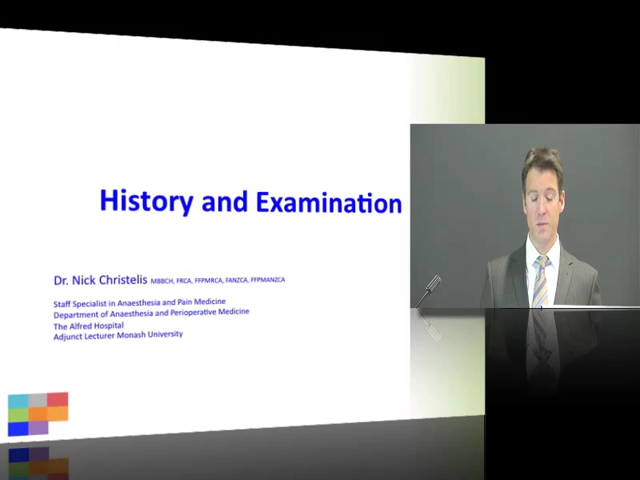 History and Examination
Dr. Nick Christelis MBBCH, FRCA, FFPMRCA, FANZCA, FFPMANZCA
Staff Specialist in Anaesthesia and Pain Medicine
Department of Anaesthesia and Perioperative Medicine
The Alfred Hospital
Adjunct Lecturer Monash University